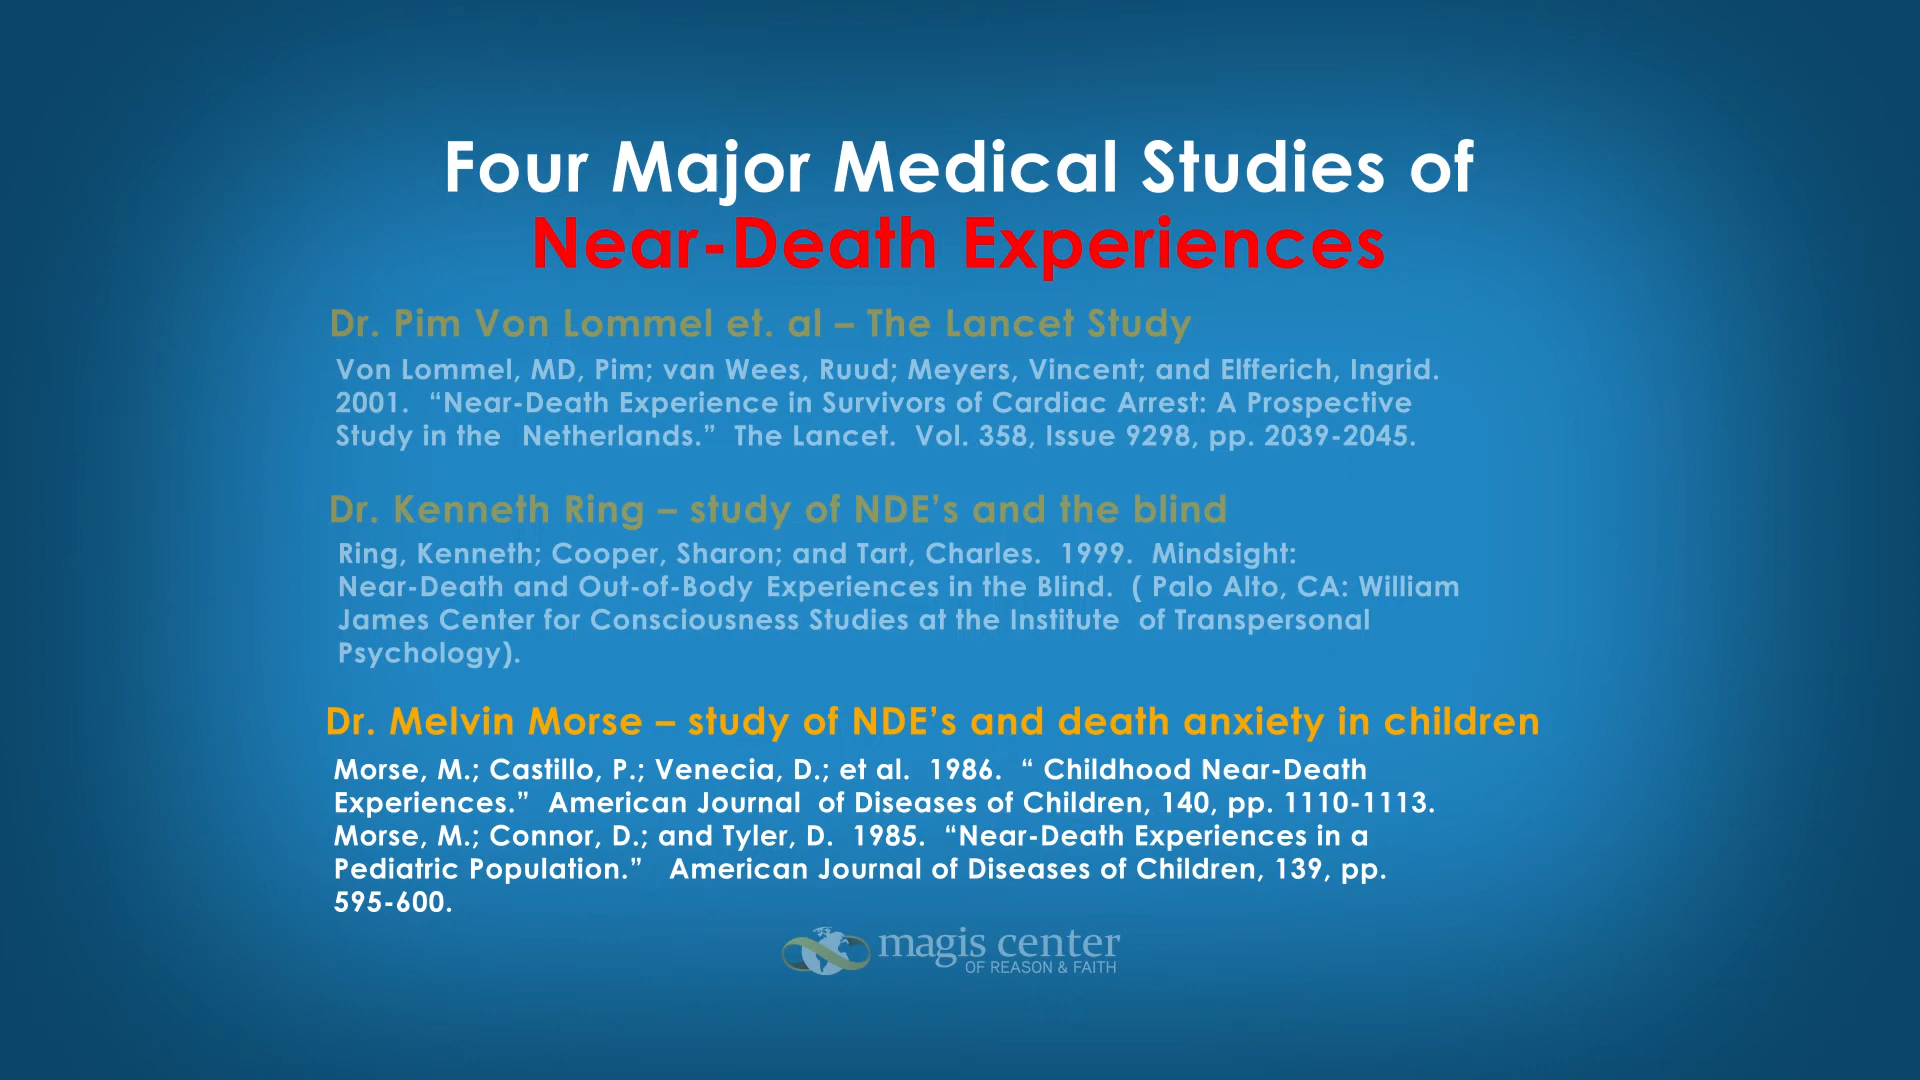 Four Major Medical Studies of
Near-Death Experiences
Dr. Pim Von Lommel et. al – The Lancet Study
Von Lommel, MD, Pim; van Wees, Ruud; Meyers, Vincent; and Elfferich, Ingrid.
2001. “Near-Death Experience in Survivors of Cardiac Arrest: A Prospective
Study in the Netherlands.” The Lancet. Vol. 358, Issue 9298, pp. 2039-2045.
Dr. Kenneth Ring – study of NDE’s and the blind
Ring, Kenneth; Cooper, Sharon; and Tart, Charles. 1999. Mindsight:
Near-Death and Out-of-Body Experiences in the Blind. ( Palo Alto, CA: William
James Center for Consciousness Studies at the Institute of Transpersonal
Psychology).
Dr. Melvin Morse – study of NDE’s and death anxiety in children
Morse, M.; Castillo, P.; Venecia, D.; et al. 1986. “ Childhood Near-Death
Experiences.” American Journal of Diseases of Children, 140, pp. 1110-1113.
Morse, M.; Connor, D.; and Tyler, D. 1985. “Near-Death Experiences in a
Pediatric Population.” American Journal of Diseases of Children, 139, pp.
595-600.
magis center
OF REASON & FAITH